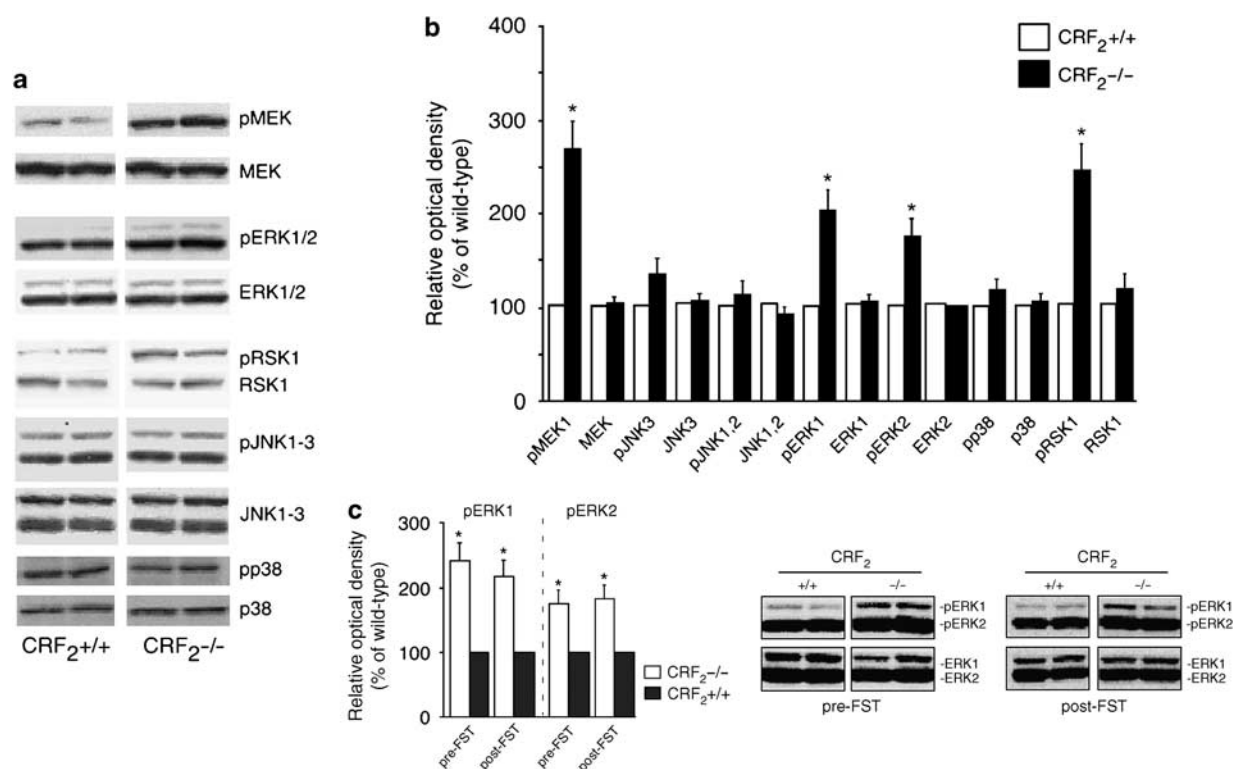 a
pMEK
MEK
pERK1/2
ERK1/2
pRSK1
RSK1
pJNK1-3
JNK1-3
pp38
p38
CRF2+/+ CRF2-/-
b
CRF2+/+
CRF2-/-
Relative optical density
(% of wild-type)
400
300
200
100
0
* * * *
pMEK1 MEK pJNK3 JNK3 pJNK1.2 JNK1.2 pERK1 ERK1 pERK2 ERK2 pp38 p38 pRSK1 RSK1
c
pERK1 pERK2
Relative optical density
(% of wild-type)
300
200
100
0
* * * *
pre-FST post-FST pre-FST post-FST
CRF2-/-
CRF2+/+
CRF2
+/+ -/-
-pERK1
-pERK2
-ERK1
-ERK2
pre-FST
CRF2
+/+ -/-
-pERK1
-pERK2
-ERK1
-ERK2
post-FST